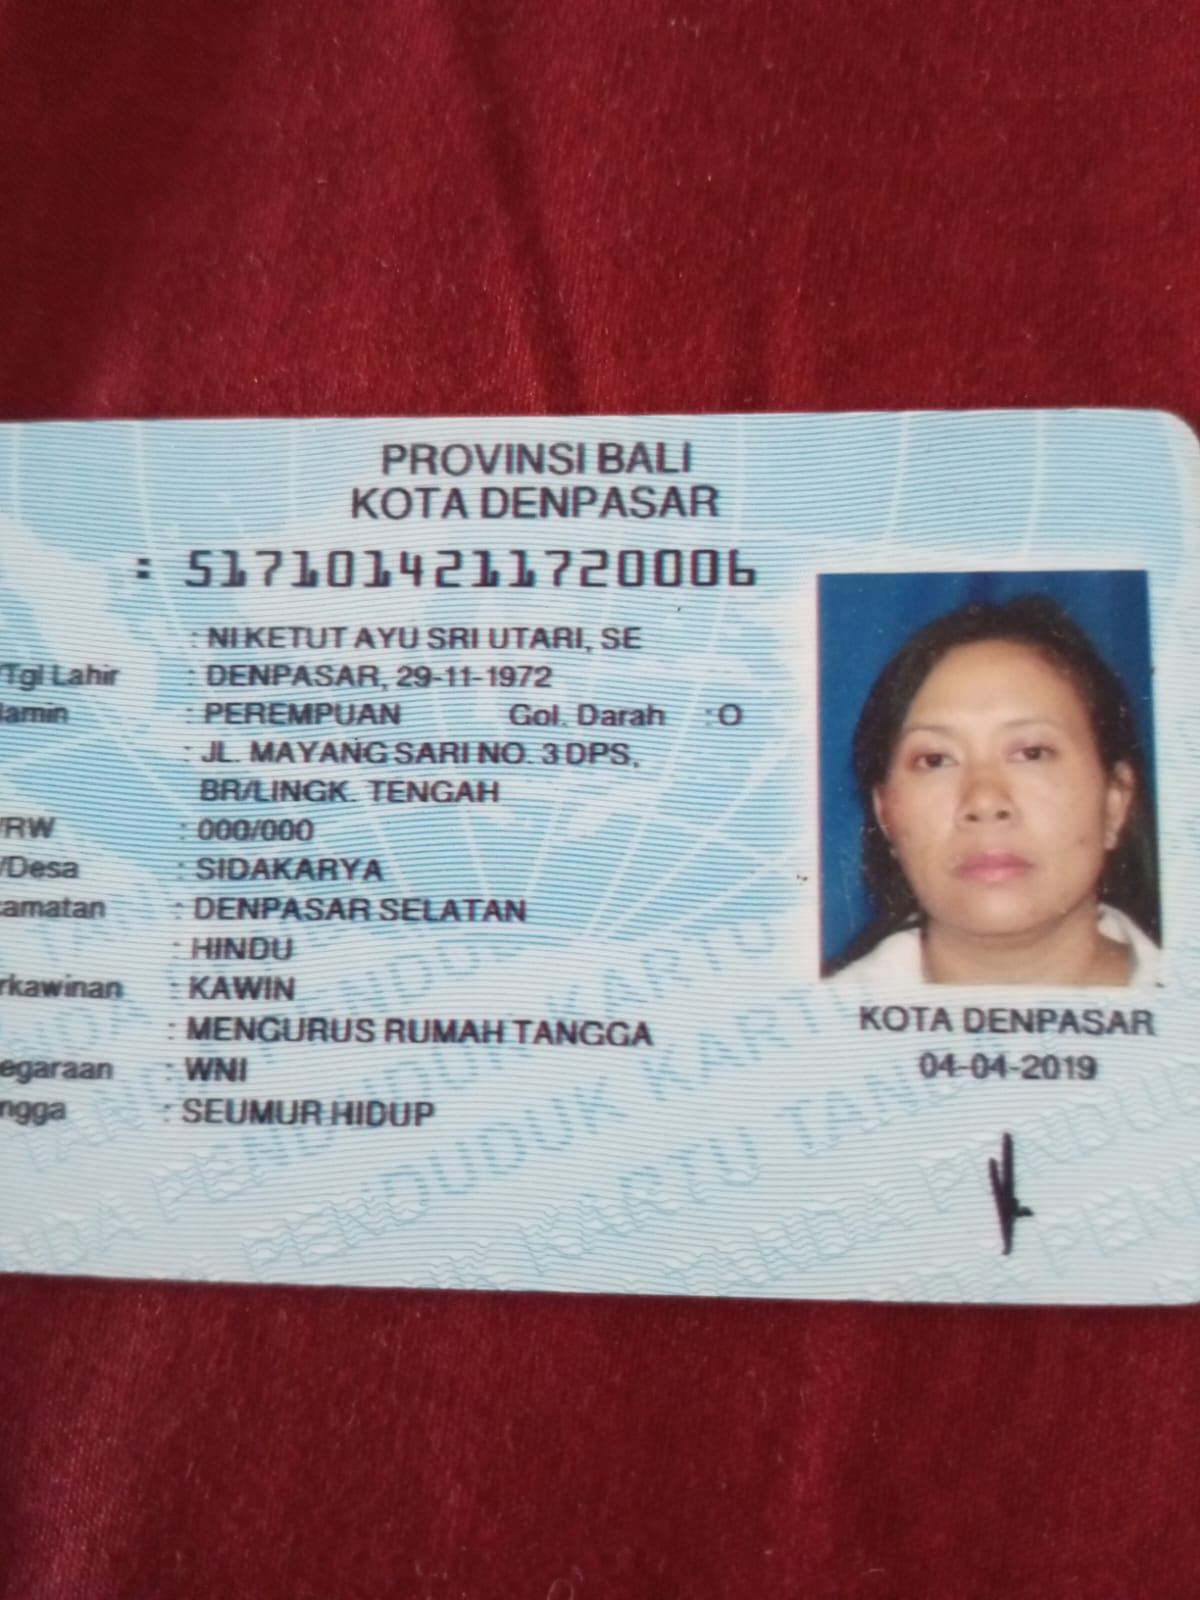 PROVINSI BALI
KOTA DENPASAR
: 5171014211720006
: NI KETUT AYU SRI UTARI, SE
/Tgl Lahir : DENPASAR, 29-11-1972
lamin : PEREMPUAN Gol. Darah : O
: JL. MAYANG SARI NO. 3 DPS,
BR/LINGK. TENGAH
/RW : 000/000
/Desa : SIDAKARYA
camatan : DENPASAR SELATAN
: HINDU
rkawinan : KAWIN
: MENGURUS RUMAH TANGGA
egaraan : WNI
ngga : SEUMUR HIDUP
KOTA DENPASAR
04-04-2019